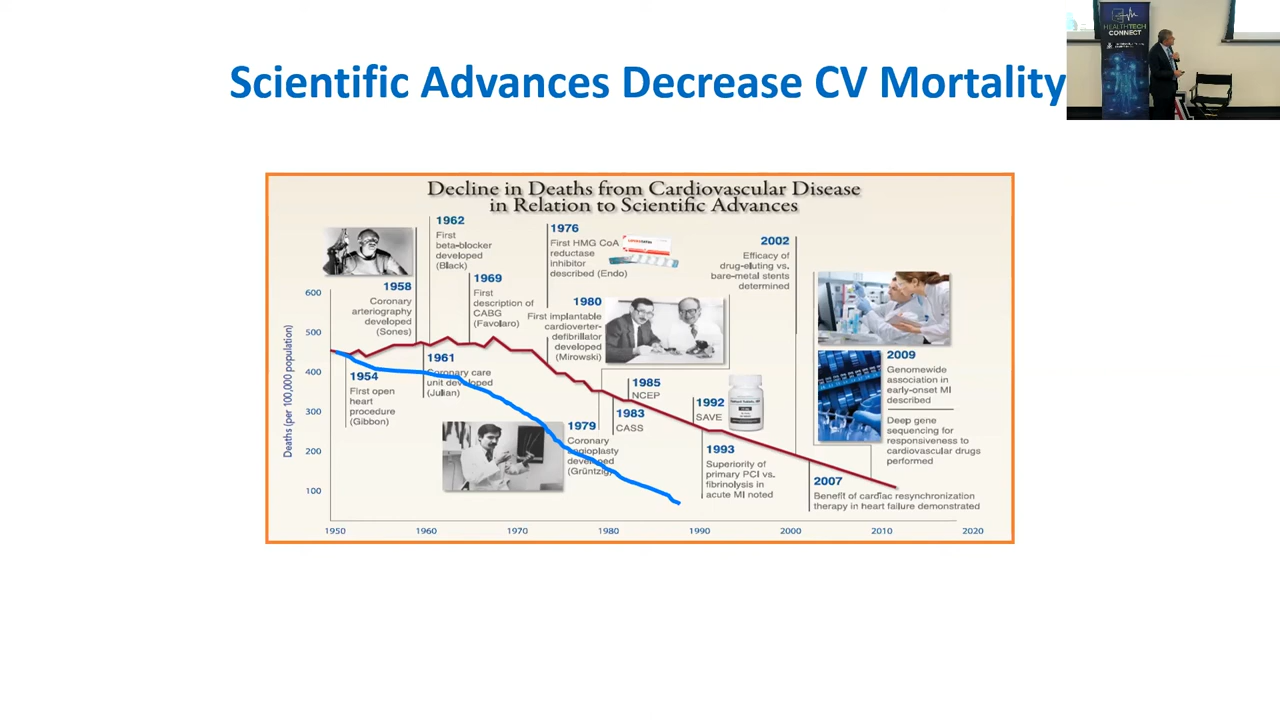 Scientific Advances Decrease CV Mortality
HEALTHTECH
CONNECT
Decline in Deaths from Cardiovascular Disease
in Relation to Scientific Advances
1958
Coronary
arteriography
developed
(Sones)
1962
First
beta-blocker
developed
(Black)
1969
First
description of
CABG
(Favolaro)
1976
First HMG CoA
reductase
inhibitor
described (Endo)
1980
First implantable
cardioverter-
defibrillator
developed
(Mirowski)
2002
Efficacy of
drug-eluting vs.
bare-metal stents
determined
2009
Genomewide
association in
early-onset MI
described
Deep gene
sequencing for
responsiveness to
cardiovascular drugs
performed
1954
First open
heart
procedure
(Gibbon)
1961
Coronary care
unit developed
(Julian)
1979
Coronary
angioplasty
developed
(Grüntzig)
1985
NCEP
1983
CASS
1992
SAVE
1993
Superiority of
primary PCI vs.
fibrinolysis in
acute MI noted
2007
Benefit of cardiac resynchronization
therapy in heart failure demonstrated
Deaths (per 100,000 population)
600
500
400
300
200
100
1950 1960 1970 1980 1990 2000 2010 2020